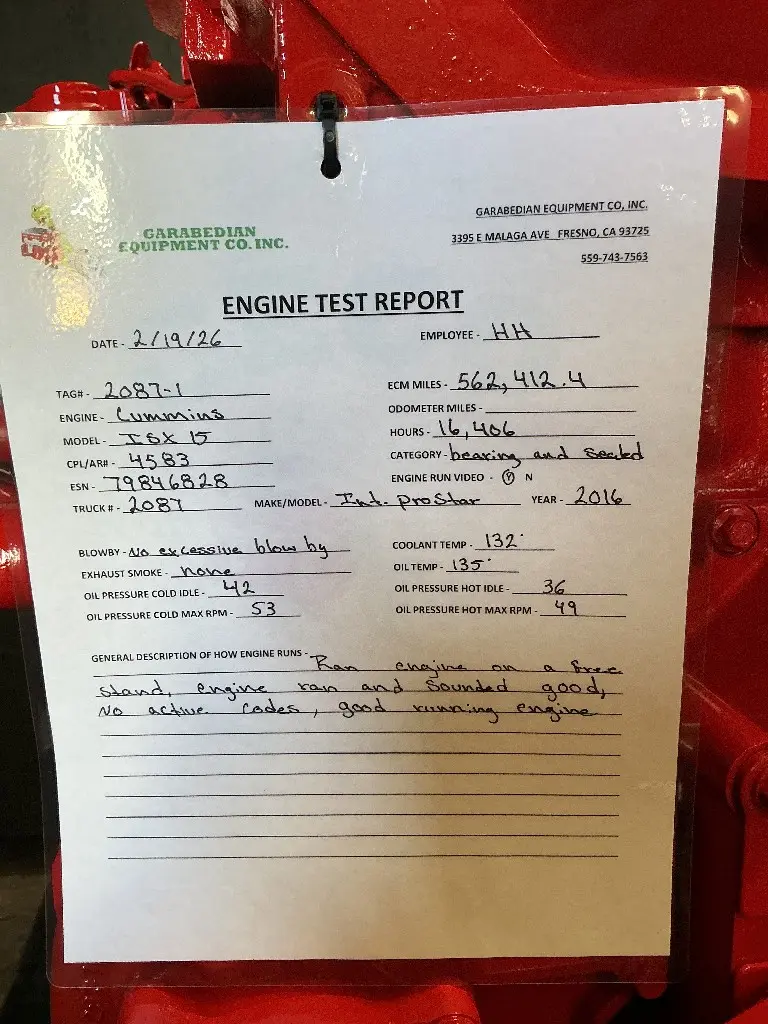 GARABEDIAN EQUIPMENT CO, INC.
3395 E MALAGA AVE FRESNO, CA 93725
559-743-7563
GARABEDIAN
EQUIPMENT CO. INC.
ENGINE TEST REPORT
DATE - 2/19/26
EMPLOYEE - HH
TAG# - 2087-1
ECM MILES - 562,412.4
ENGINE - Cummins
ODOMETER MILES -
MODEL - ISX 15
HOURS - 16,406
CPL/AR# - 4583
CATEGORY - bearing and sealed
ESN - 79846828
ENGINE RUN VIDEO - Y N
TRUCK # - 2087 MAKE/MODEL - Int. ProStar YEAR - 2016
BLOWBY - No excessive blow by
COOLANT TEMP - 132°
EXHAUST SMOKE - none
OIL TEMP - 135°
OIL PRESSURE COLD IDLE - 42
OIL PRESSURE HOT IDLE - 36
OIL PRESSURE COLD MAX RPM - 53
OIL PRESSURE HOT MAX RPM - 49
GENERAL DESCRIPTION OF HOW ENGINE RUNS - Ran engine on a free
stand, engine ran and sounded good,
No active codes, good running engine